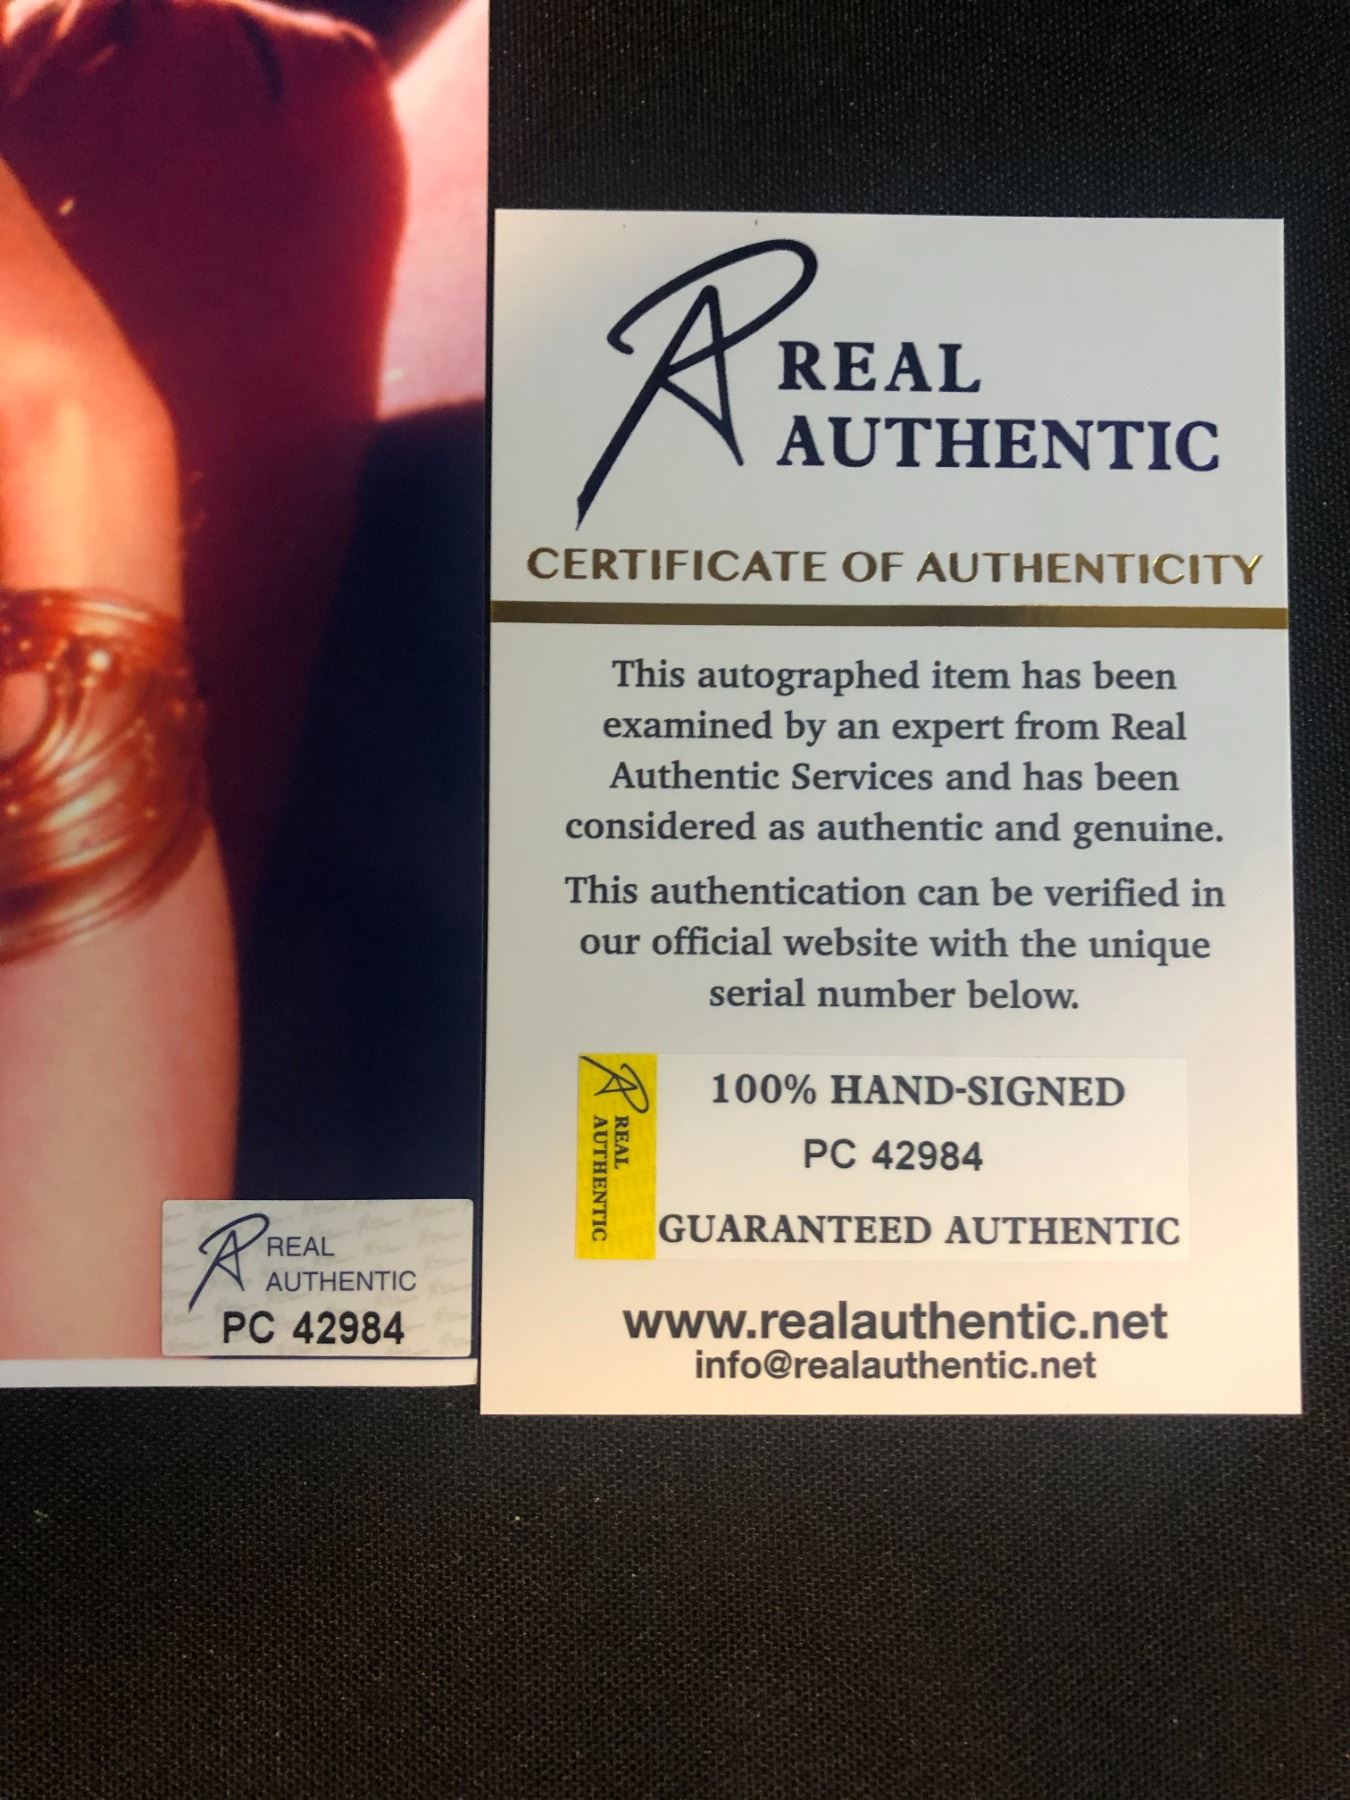 REAL
AUTHENTIC
CERTIFICATE OF AUTHENTICITY
This autographed item has been
examined by an expert from Real
Authentic Services and has been
considered as authentic and genuine.
This authentication can be verified in
our official website with the unique
serial number below.
REAL
AUTHENTIC
100% HAND-SIGNED
PC 42984
GUARANTEED AUTHENTIC
www.realauthentic.net
info@realauthentic.net
REAL
AUTHENTIC
PC 42984